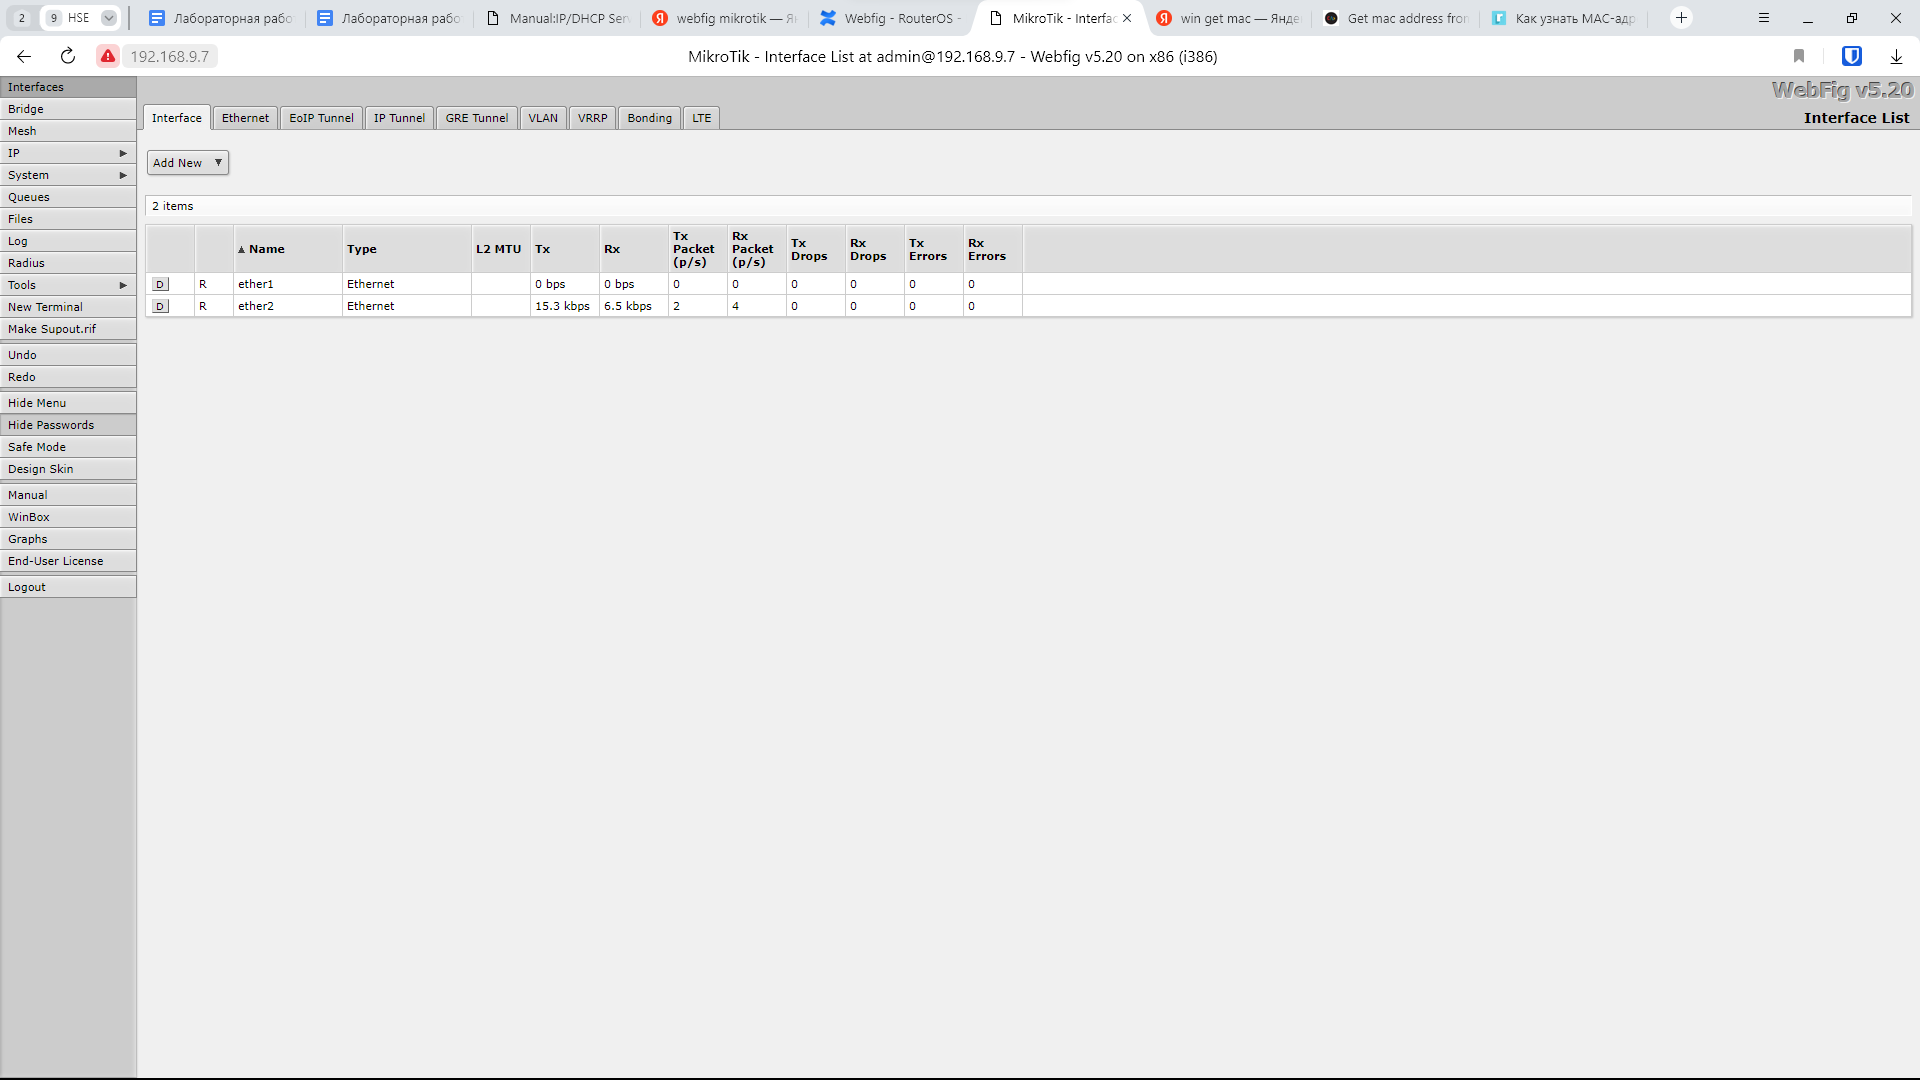 2
9 HSE
Лабораторная рабо
Лабораторная рабо
Manual:IP/DHCP Serv
webfig mikrotik — Ян
Webfig - RouterOS -
MikroTik - Interfac
win get mac — Янде
Get mac address from
Как узнать MAC-адр
192.168.9.7
MikroTik - Interface List at admin@192.168.9.7 - Webfig v5.20 on x86 (i386)
WebFig v5.20
Interface List
Interfaces
Bridge
Mesh
IP
System
Queues
Files
Log
Radius
Tools
New Terminal
Make Supout.rif
Undo
Redo
Hide Menu
Hide Passwords
Safe Mode
Design Skin
Manual
WinBox
Graphs
End-User License
Logout
Interface Ethernet EoIP Tunnel IP Tunnel GRE Tunnel VLAN VRRP Bonding LTE
Add New
2 items
Name Type L2 MTU Tx Rx Tx Packet (p/s) Rx Packet (p/s) Tx Drops Rx Drops Tx Errors Rx Errors
D R ether1 Ethernet 0 bps 0 bps 0 0 0 0 0 0
D R ether2 Ethernet 15.3 kbps 6.5 kbps 2 4 0 0 0 0